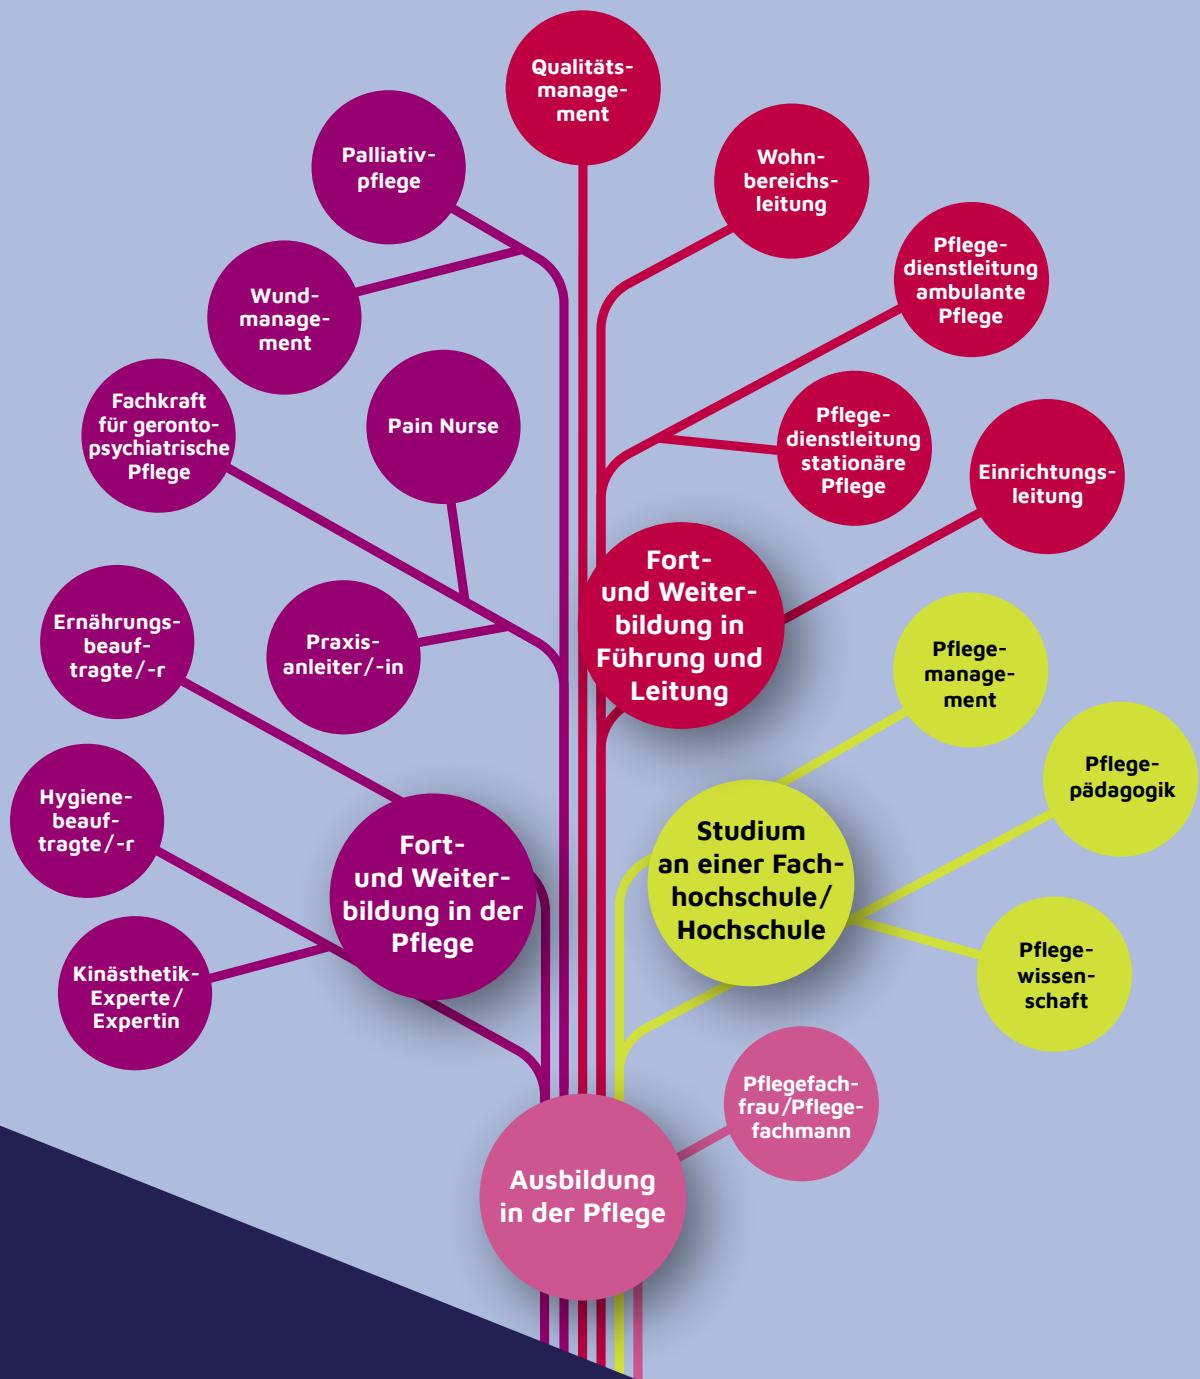 Qualitäts-
manage-
ment
Palliativ-
pflege
Wohn-
bereichs-
leitung
Pflege-
dienstleitung
ambulante
Pflege
Wund-
manage-
ment
Fachkraft
für geronto-
psychiatrische
Pflege
Pain Nurse
Pflege-
dienstleitung
stationäre
Pflege
Einrichtungs-
leitung
Fort-
und Weiter-
bildung in
Führung und
Leitung
Ernährungs-
beauf-
tragte/-r
Praxis-
anleiter/-in
Pflege-
manage-
ment
Pflege-
pädagogik
Hygiene-
beauf-
tragte/-r
Fort-
und Weiter-
bildung in der
Pflege
Studium
an einer Fach-
hochschule/
Hochschule
Kinästhetik-
Experte/
Expertin
Pflege-
wissen-
schaft
Pflegefach-
frau/Pflege-
fachmann
Ausbildung
in der Pflege